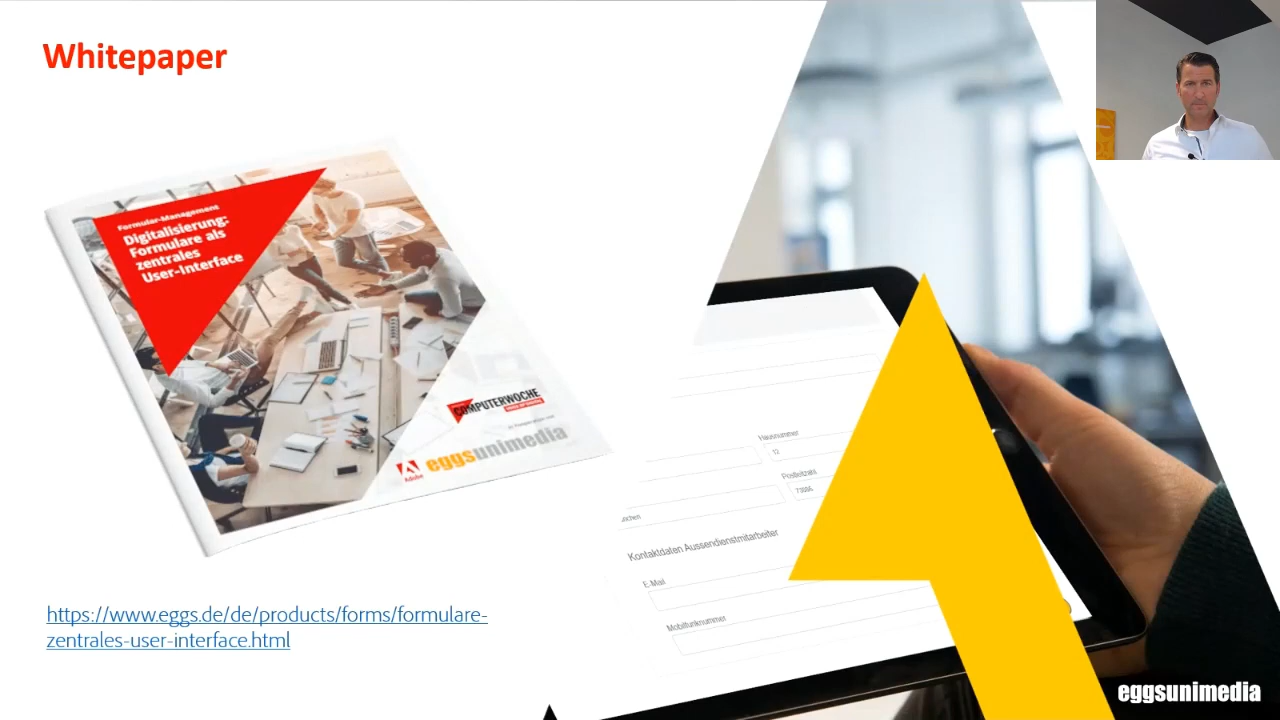 Whitepaper
Formular-Management
Digitalisierung:
Formulare als
zentrales
User-Interface
COMPUTERWOCHE
Adobe
eggsunimedia
Hausnummer
12
Postleitzahl
Kontaktdaten Aussendienstmitarbeiter
E-Mail
Mobilfunknummer
https://www.eggs.de/de/products/forms/formulare-
zentrales-user-interface.html
eggsunimedia